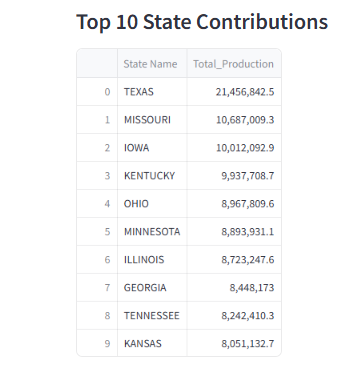 Top 10 State Contributions
State Name Total_Production
0 TEXAS 21,456,842.5
1 MISSOURI 10,687,009.3
2 IOWA 10,012,092.9
3 KENTUCKY 9,937,708.7
4 OHIO 8,967,809.6
5 MINNESOTA 8,893,931.1
6 ILLINOIS 8,723,247.6
7 GEORGIA 8,448,173
8 TENNESSEE 8,242,410.3
9 KANSAS 8,051,132.7